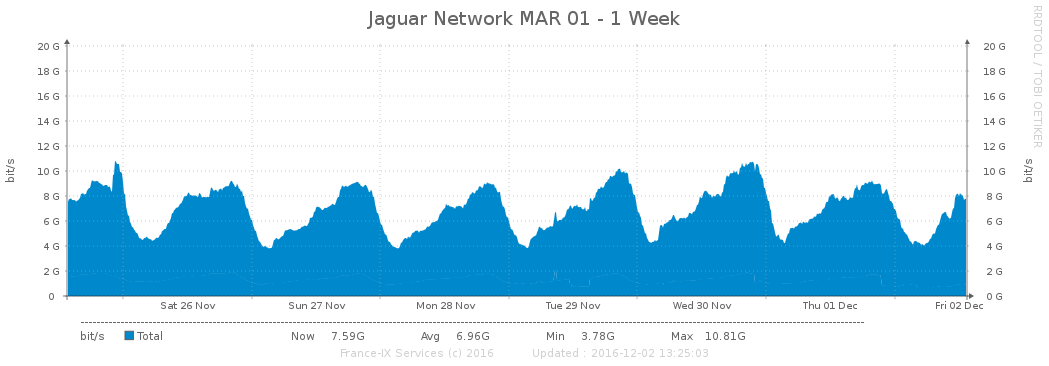 Jaguar Network MAR 01 - 1 Week
RRDTOOL / TOBI OETIKER
bit/s
20 G 20 G
18 G 18 G
16 G 16 G
14 G 14 G
12 G 12 G
10 G 10 G
8 G 8 G
6 G 6 G
4 G 4 G
2 G 2 G
0 0 G
bit/s
Sat 26 Nov Sun 27 Nov Mon 28 Nov Tue 29 Nov Wed 30 Nov Thu 01 Dec Fri 02 Dec
bit/s Total Now 7.59G Avg 6.96G Min 3.78G Max 10.81G
France-IX Services (c) 2016 Updated : 2016-12-02 13:25:03